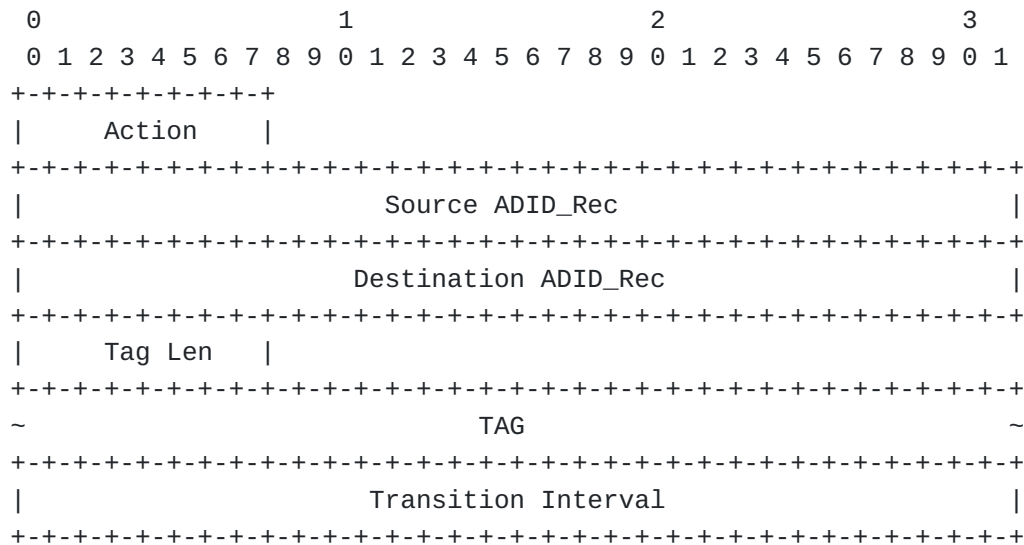 0                   1                   2                   3
 0 1 2 3 4 5 6 7 8 9 0 1 2 3 4 5 6 7 8 9 0 1 2 3 4 5 6 7 8 9 0 1
+-+-+-+-+-+-+-+-+
|     Action    |
+-+-+-+-+-+-+-+-+-+-+-+-+-+-+-+-+-+-+-+-+-+-+-+-+-+-+-+-+-+-+-+-+
|                       Source ADID_Rec                         |
+-+-+-+-+-+-+-+-+-+-+-+-+-+-+-+-+-+-+-+-+-+-+-+-+-+-+-+-+-+-+-+-+
|                     Destination ADID_Rec                      |
+-+-+-+-+-+-+-+-+-+-+-+-+-+-+-+-+-+-+-+-+-+-+-+-+-+-+-+-+-+-+-+-+
|     Tag Len   |
+-+-+-+-+-+-+-+-+-+-+-+-+-+-+-+-+-+-+-+-+-+-+-+-+-+-+-+-+-+-+-+-+
~                             TAG                               ~
+-+-+-+-+-+-+-+-+-+-+-+-+-+-+-+-+-+-+-+-+-+-+-+-+-+-+-+-+-+-+-+-+
|                      Transition Interval                      |
+-+-+-+-+-+-+-+-+-+-+-+-+-+-+-+-+-+-+-+-+-+-+-+-+-+-+-+-+-+-+-+-+